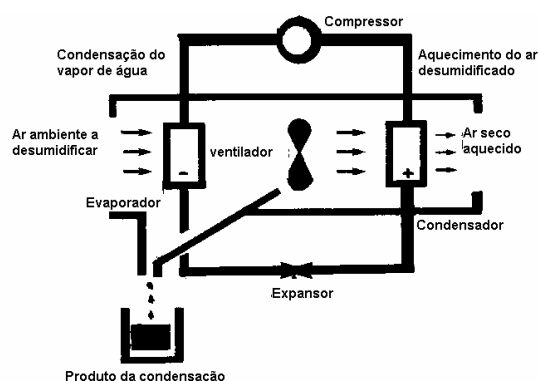 Compressor
Condensação do
vapor de água
Aquecimento do ar
desumidificado
Ar ambiente a
desumidificar
ventilador
Ar seco
aquecido
-
+
Evaporador
Condensador
Expansor
Produto da condensação